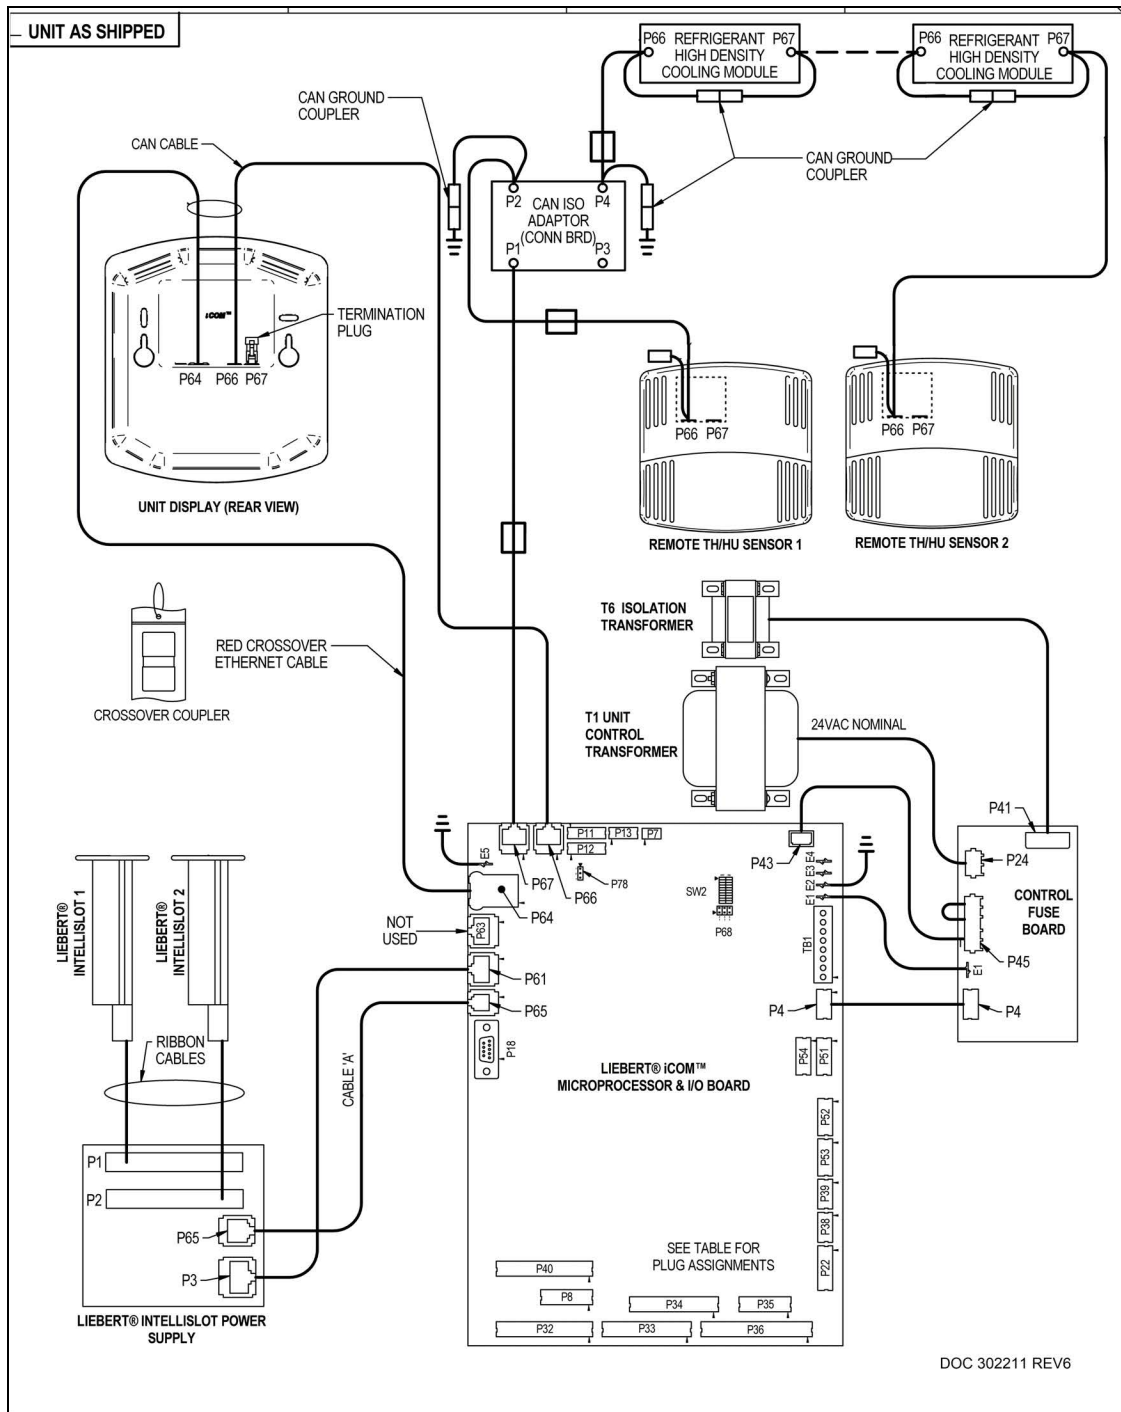 UNIT AS SHIPPED
P66
REFRIGERANT
HIGH DENSITY
COOLING MODULE
P67
P66
REFRIGERANT
HIGH DENSITY
COOLING MODULE
P67
CAN GROUND
COUPLER
CAN CABLE
CAN GROUND
COUPLER
P2
P4
CAN ISO
ADAPTOR
(CONN BRD)
P1
P3
iCOM™
TERMINATION
PLUG
P64
P66
P67
UNIT DISPLAY (REAR VIEW)
P66
P67
REMOTE TH/HU SENSOR 1
P66
P67
REMOTE TH/HU SENSOR 2
T6 ISOLATION
TRANSFORMER
RED CROSSOVER
ETHERNET CABLE
CROSSOVER COUPLER
T1 UNIT
CONTROL
TRANSFORMER
24VAC NOMINAL
P41
P24
CONTROL
FUSE
BOARD
P45
E1
P4
P11
P13
P7
P12
P78
E5
P67
P66
P64
P43
E4
E3
E2
E1
SW2
P68
TB1
NOT
USED
P63
P61
P65
P18
P4
P54
P51
LIEBERT® iCOM™
MICROPROCESSOR & I/O BOARD
P52
P53
P39
P38
P22
SEE TABLE FOR
PLUG ASSIGNMENTS
P40
P8
P34
P35
P32
P33
P36
LIEBERT®
INTELLISLOT 1
LIEBERT®
INTELLISLOT 2
RIBBON
CABLES
CABLE 'A'
P1
P2
P65
P3
LIEBERT® INTELLISLOT POWER
SUPPLY
DOC 302211 REV6